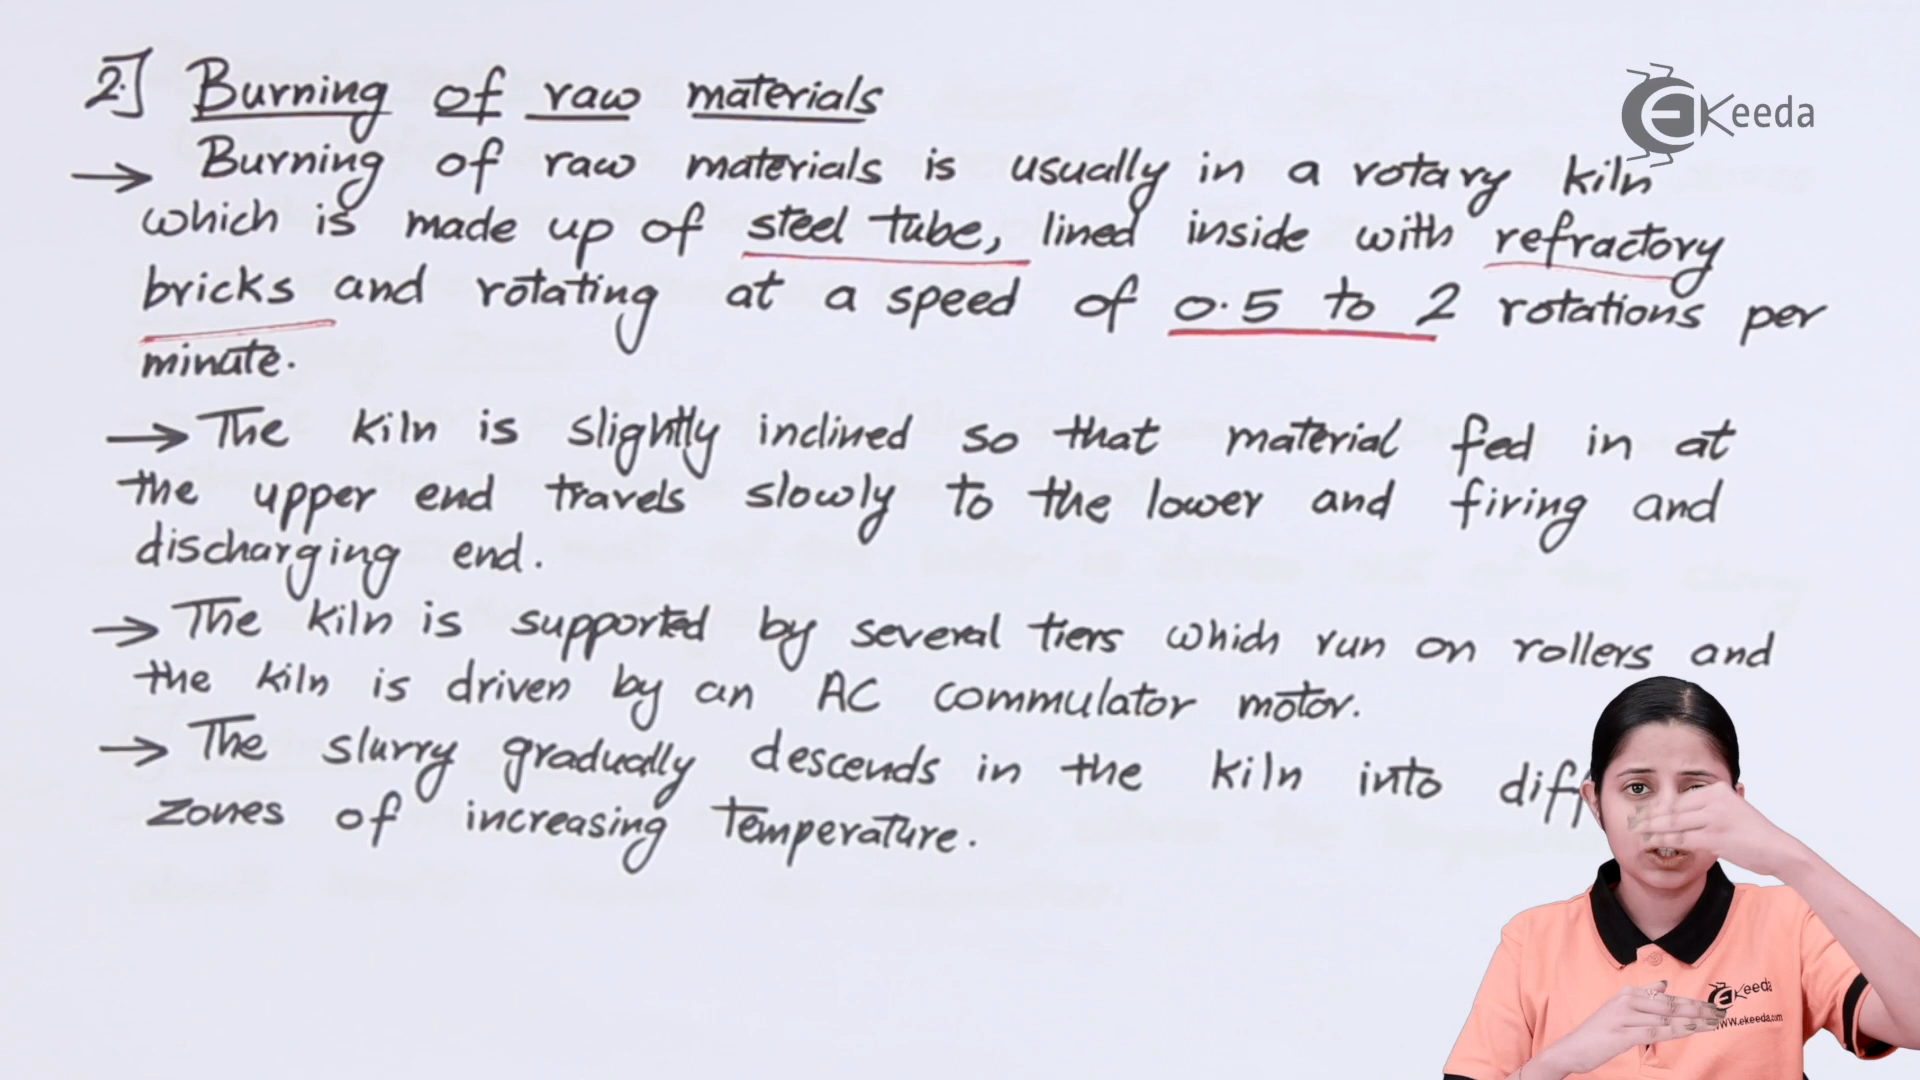 2.] Burning of raw materials
EKeeda
→ Burning of raw materials is usually in a rotary kiln
which is made up of steel tube, lined inside with refractory
bricks and rotating at a speed of 0.5 to 2 rotations per
minute.
→ The kiln is slightly inclined so that material fed in at
the upper end travels slowly to the lower and firing and
discharging end.
→ The kiln is supported by several tiers which run on rollers and
the kiln is driven by an AC commulator motor.
→ The slurry gradually descends in the kiln into
zones of increasing temperature.
EKeeda
www.ekeeda.com